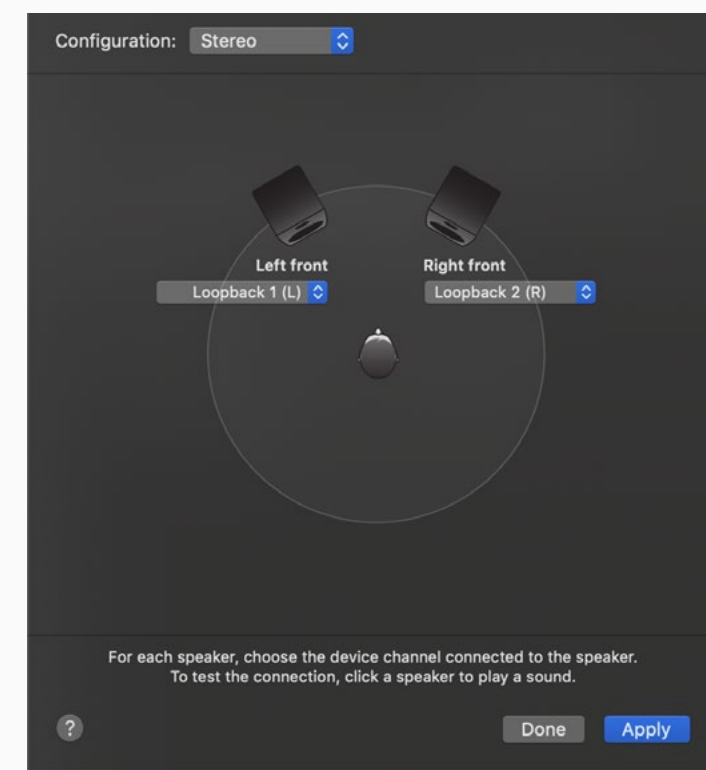 Configuration: Stereo
Left front Right front
Loopback 1 (L) Loopback 2 (R)
For each speaker, choose the device channel connected to the speaker.
To test the connection, click a speaker to play a sound.
? Done Apply